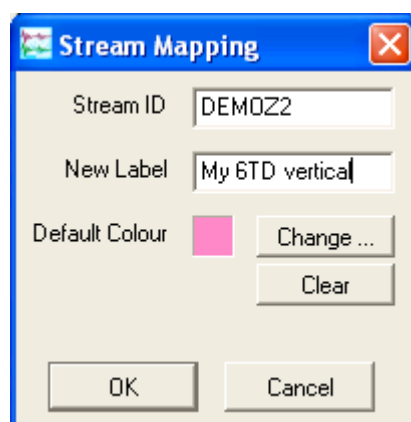 Stream Mapping
Stream ID DEMOZ2
New Label My 6TD vertical
Default Colour Change ...
Clear
OK Cancel